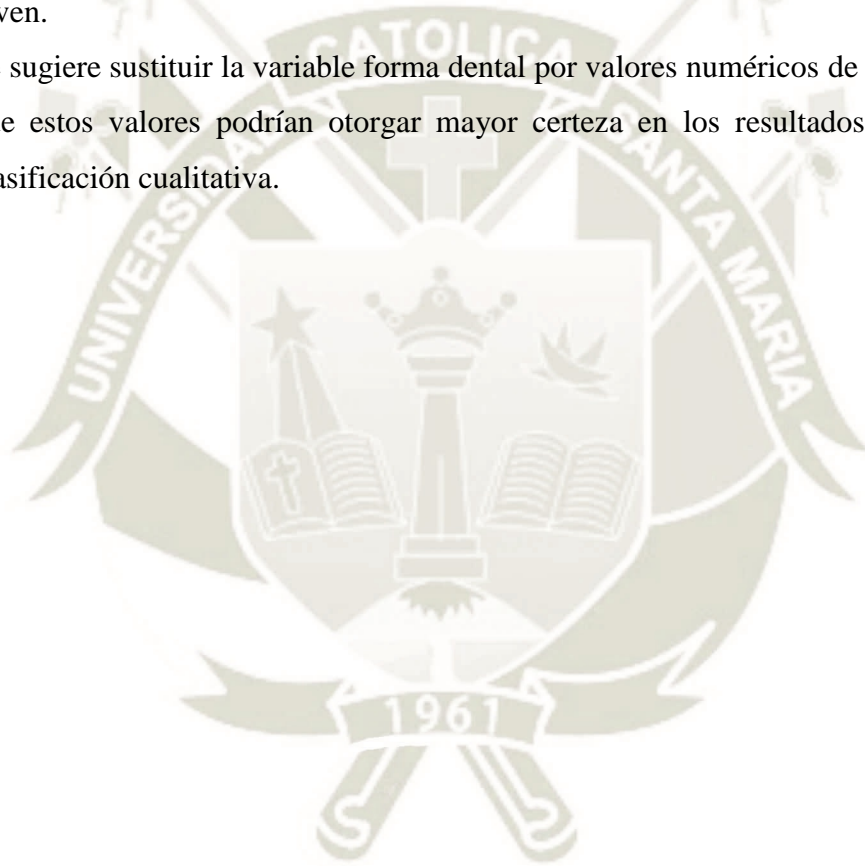 ven.
sugiere sustituir la variable forma dental por valores numéricos de
e estos valores podrían otorgar mayor certeza en los resultados
asificación cualitativa.
UNIVERSIDAD CATOLICA SANTA MARIA
1961